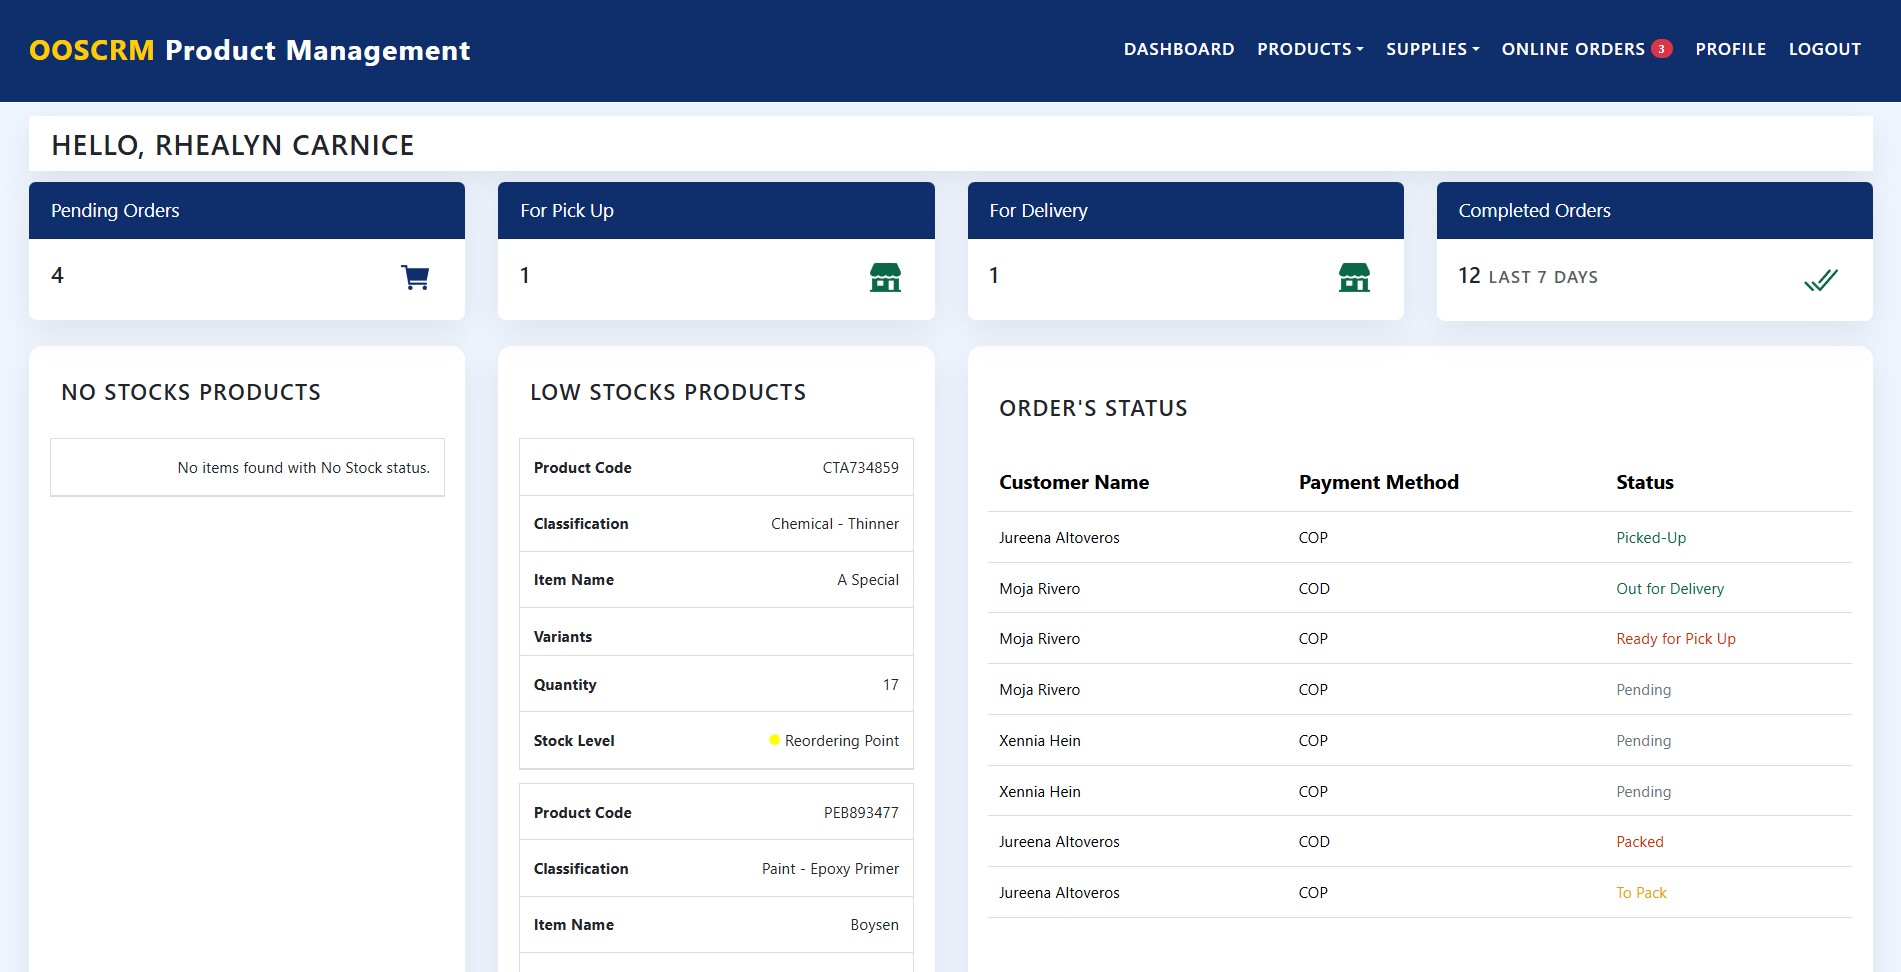 OOSCRM Product Management
DASHBOARD PRODUCTS SUPPLIES ONLINE ORDERS 3 PROFILE LOGOUT
HELLO, RHEALYN CARNICE
Pending Orders
4
For Pick Up
1
For Delivery
1
Completed Orders
12 LAST 7 DAYS
NO STOCKS PRODUCTS
No items found with No Stock status.
LOW STOCKS PRODUCTS
Product Code CTA734859
Classification Chemical - Thinner
Item Name A Special
Variants
Quantity 17
Stock Level Reordering Point
Product Code PEB893477
Classification Paint - Epoxy Primer
Item Name Boysen
ORDER'S STATUS
Customer Name Payment Method Status
Jureena Altoveros COP Picked-Up
Moja Rivero COD Out for Delivery
Moja Rivero COP Ready for Pick Up
Moja Rivero COP Pending
Xennia Hein COP Pending
Xennia Hein COP Pending
Jureena Altoveros COD Packed
Jureena Altoveros COP To Pack